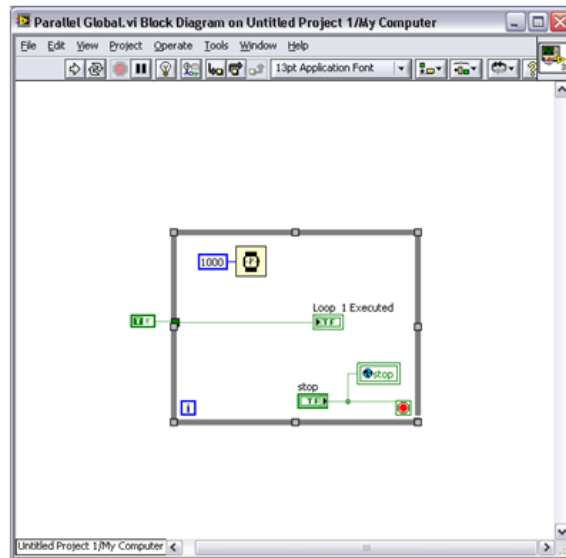 Parallel Global.vi Block Diagram on Untitled Project 1/My Computer
File Edit View Project Operate Tools Window Help
13pt Application Font
1000
Loop 1 Executed
TF
stop
stop
TF
i
Untitled Project 1/My Computer